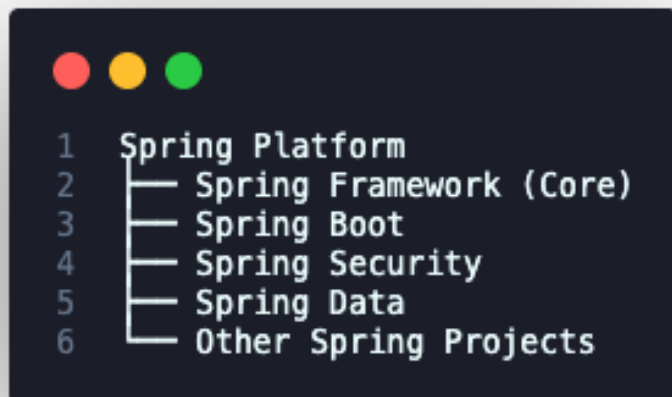 1 Spring Platform
2 ├── Spring Framework (Core)
3 ├── Spring Boot
4 ├── Spring Security
5 ├── Spring Data
6 └── Other Spring Projects